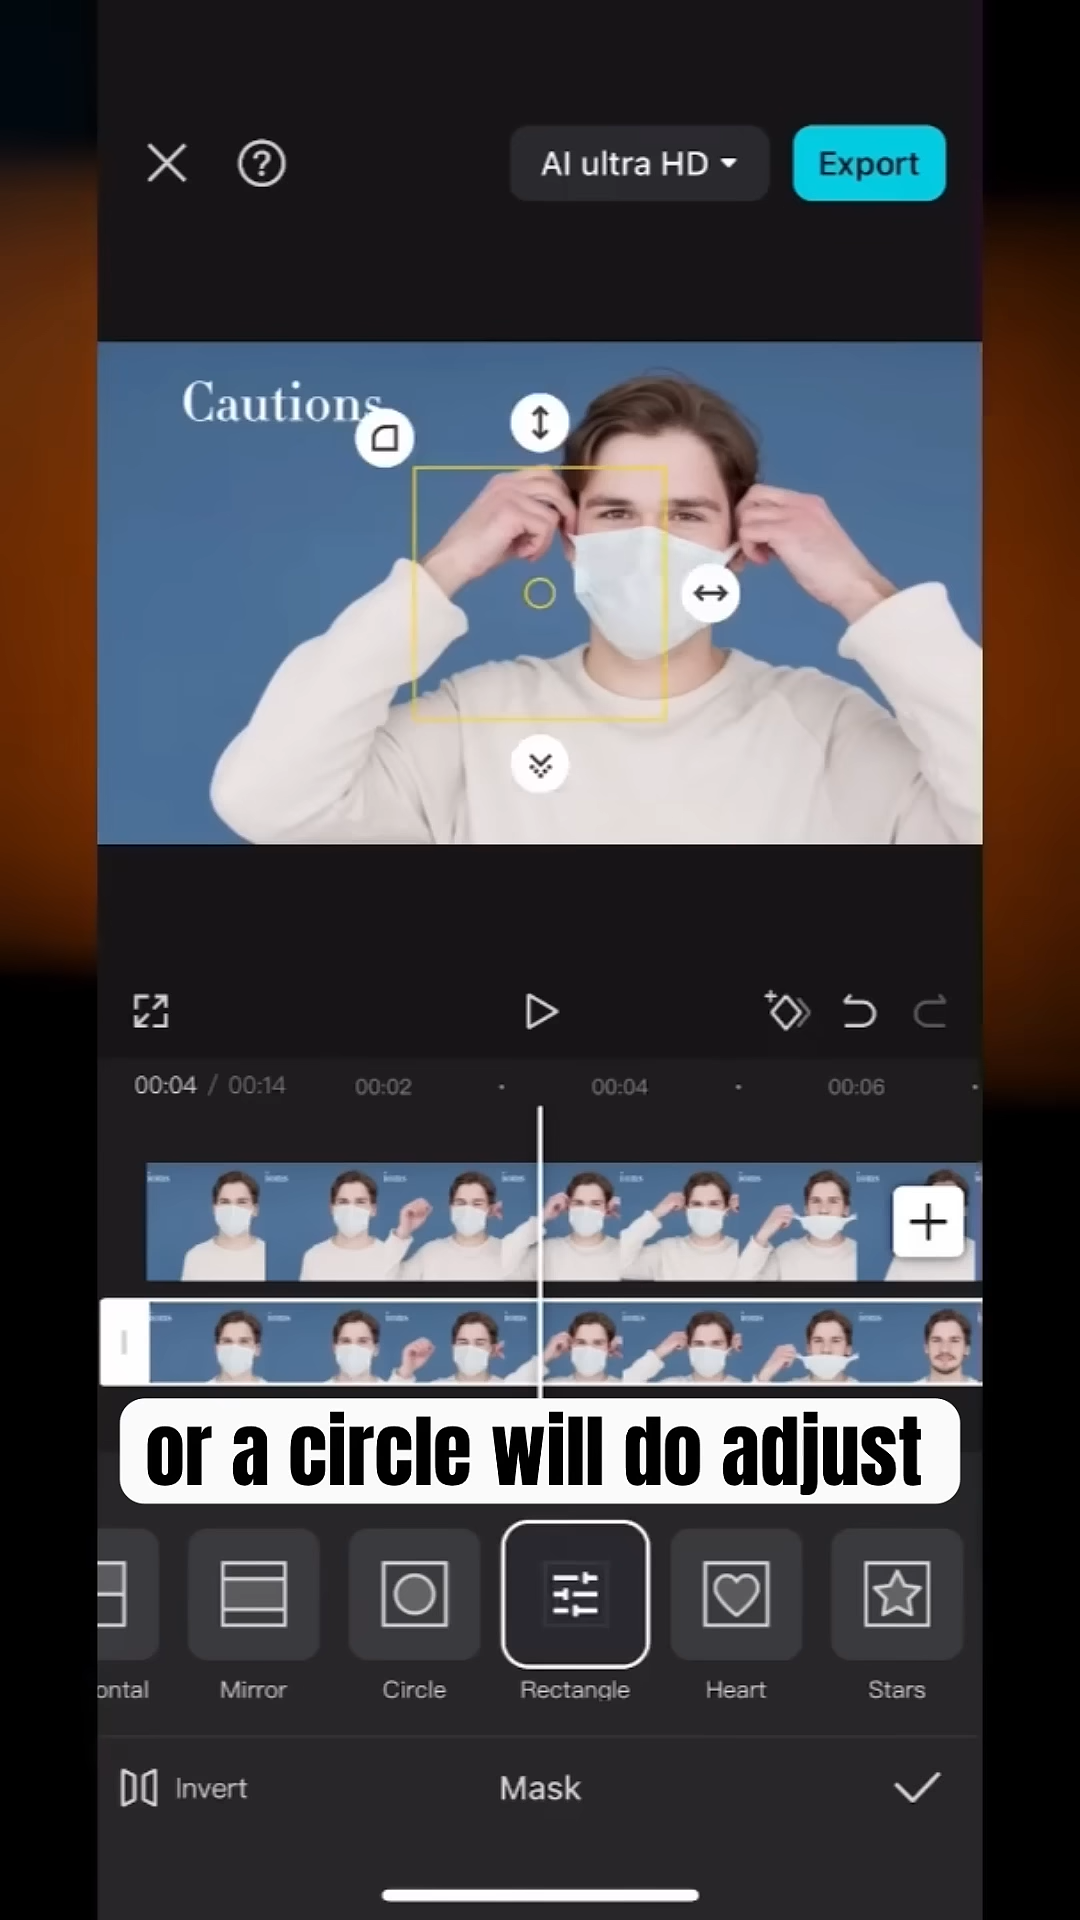 AI ultra HD
Export
Cautions
00:04 / 00:14
00:02
00:04
00:06
or a circle will do adjust
ontal
Mirror
Circle
Rectangle
Heart
Stars
Invert
Mask